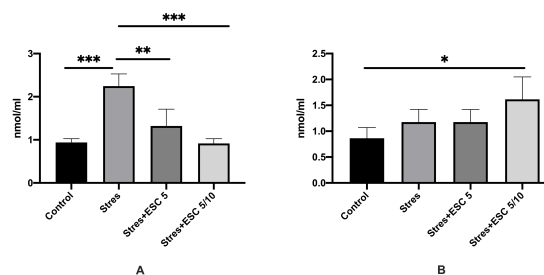 ***
*** **
3
2
1
0
nmol/ml
Control
Stres
Stres+ESC 5
Stres+ESC 5/10
A
*
2.5
2.0
1.5
1.0
0.5
0.0
nmol/ml
Control
Stres
Stres+ESC 5
Stres+ESC 5/10
B